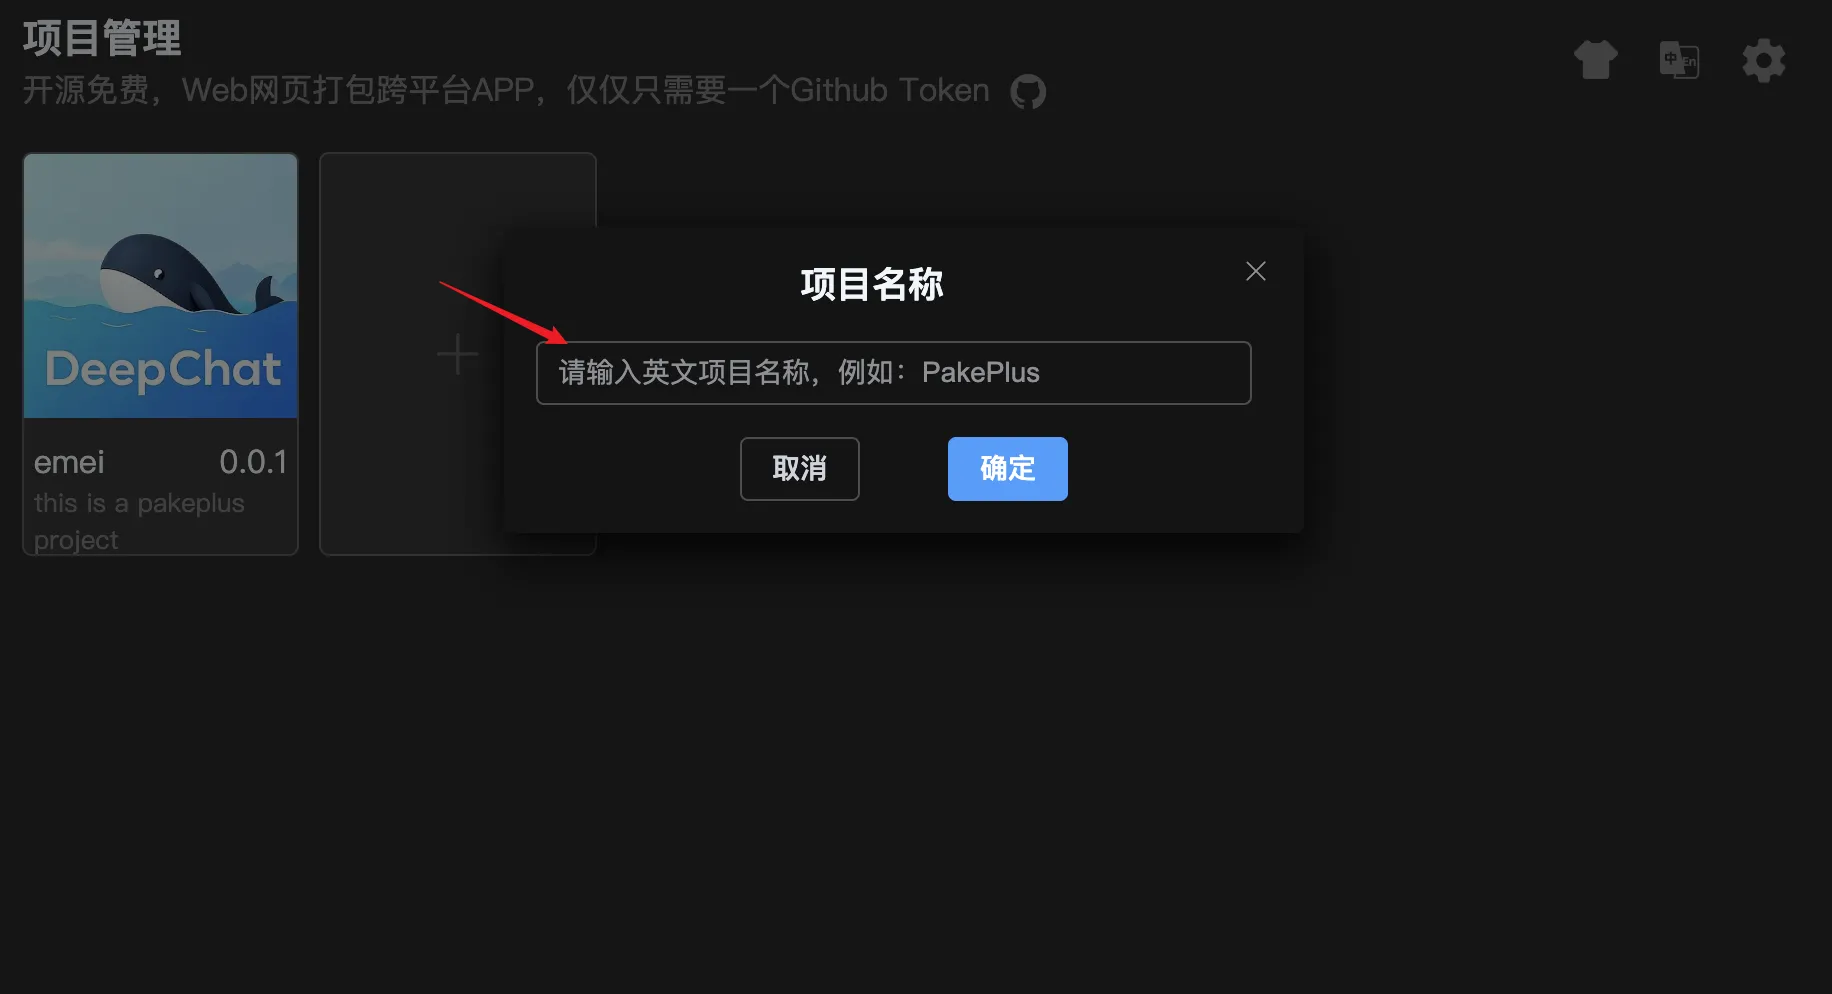 项目管理
开源免费，Web网页打包跨平台APP，仅仅只需要一个Github Token
中 En
DeepChat
emei 0.0.1
this is a pakeplus
project
项目名称
请输入英文项目名称，例如：PakePlus
取消 确定